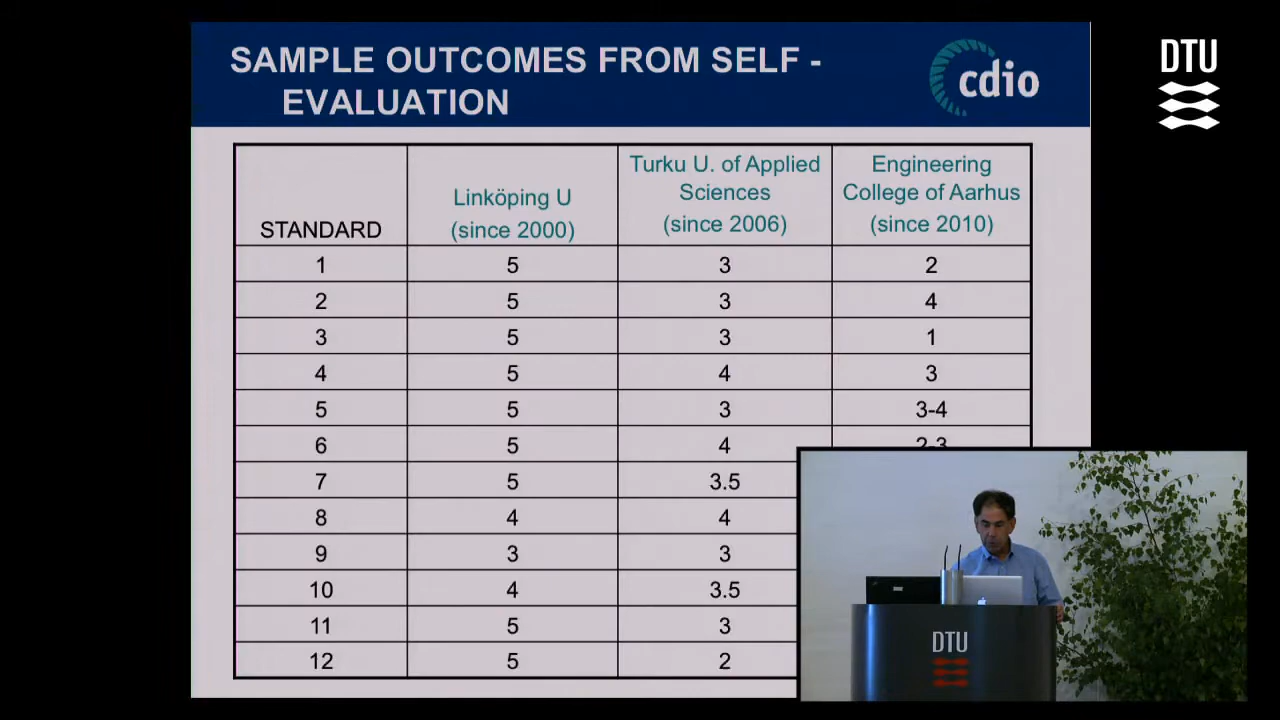 SAMPLE OUTCOMES FROM SELF -
EVALUATION
cdio
DTU
STANDARD
Linköping U
(since 2000)
Turku U. of Applied
Sciences
(since 2006)
Engineering
College of Aarhus
(since 2010)
1 5 3 2
2 5 3 4
3 5 3 1
4 5 4 3
5 5 3 3-4
6 5 4 2-3
7 5 3.5
8 4 4
9 3 3
10 4 3.5
11 5 3
12 5 2
DTU